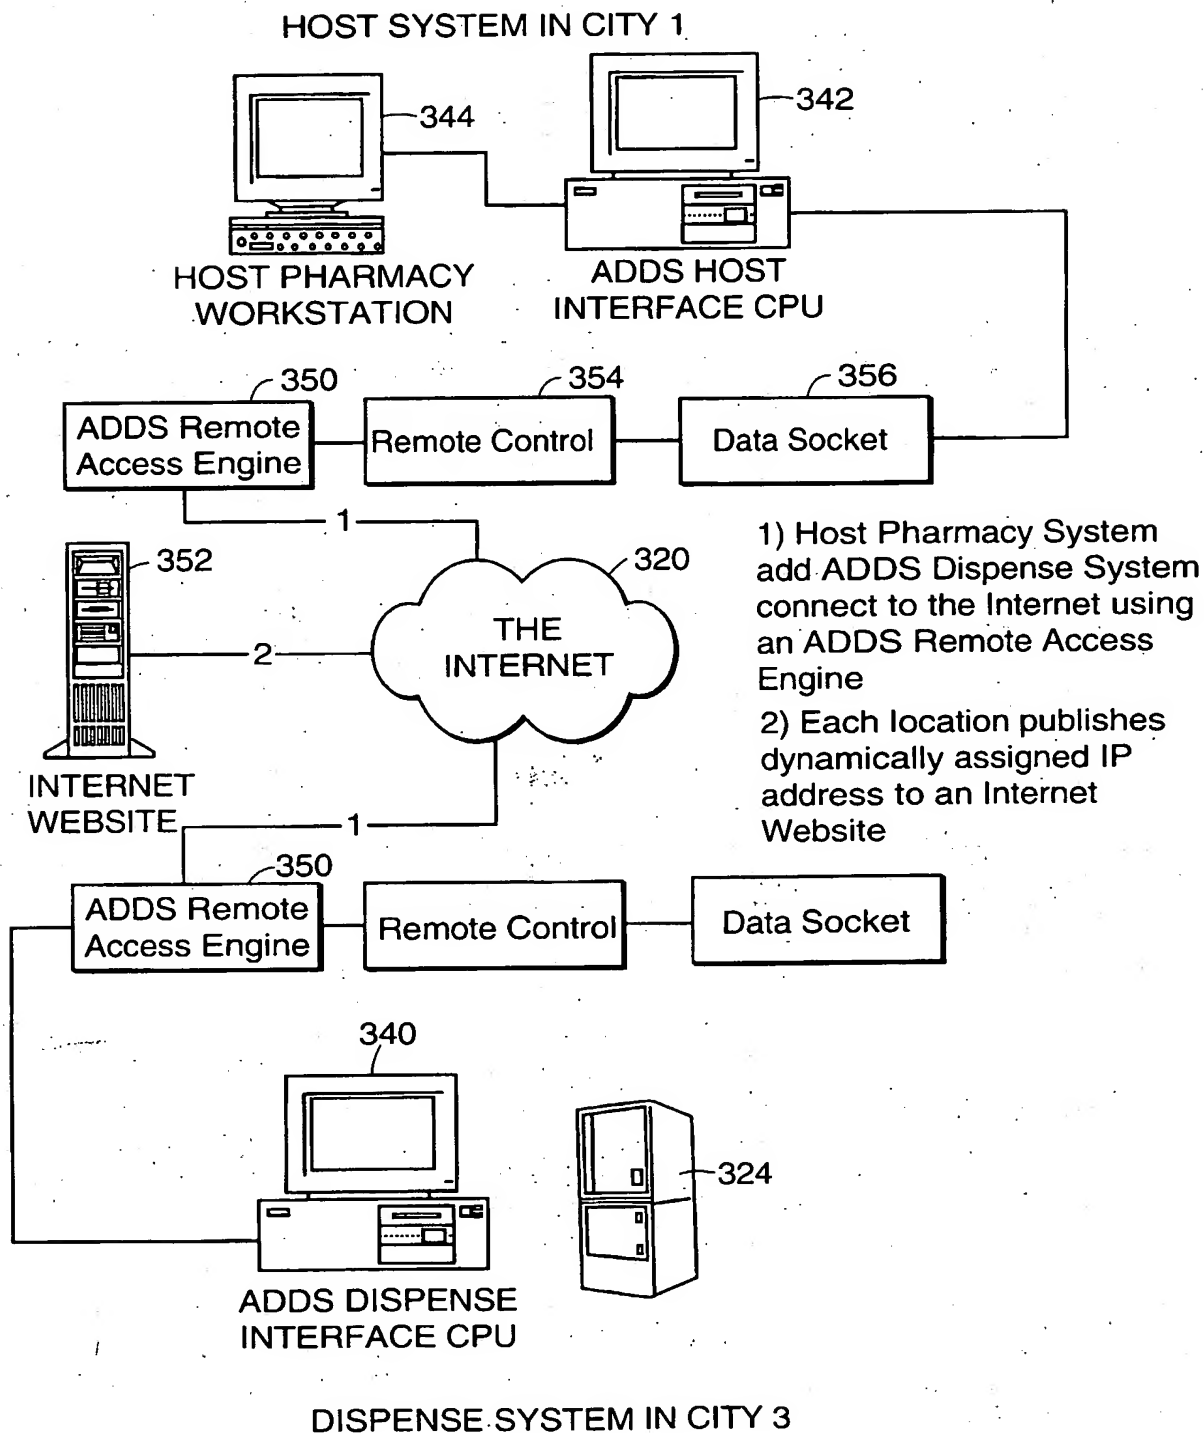 HOST SYSTEM IN CITY 1
344
342
HOST PHARMACY
WORKSTATION
ADDS HOST
INTERFACE CPU
350
354
356
ADDS Remote
Access Engine
Remote Control
Data Socket
1
352
320
THE
INTERNET
2
INTERNET
WEBSITE
1) Host Pharmacy System
add ADDS Dispense System
connect to the Internet using
an ADDS Remote Access
Engine
2) Each location publishes
dynamically assigned IP
address to an Internet
Website
1
350
ADDS Remote
Access Engine
Remote Control
Data Socket
340
324
ADDS DISPENSE
INTERFACE CPU
DISPENSE SYSTEM IN CITY 3